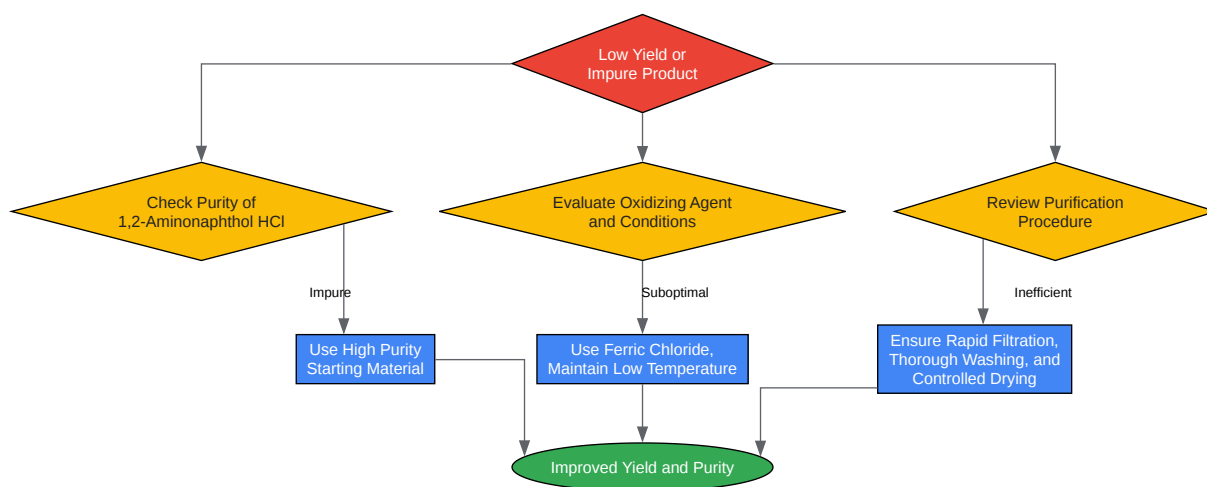 Low Yield or
Impure Product
Check Purity of
1,2-Aminonaphthol HCl
Evaluate Oxidizing Agent
and Conditions
Review Purification
Procedure
Impure
Suboptimal
Inefficient
Use High Purity
Starting Material
Use Ferric Chloride,
Maintain Low Temperature
Ensure Rapid Filtration,
Thorough Washing, and
Controlled Drying
Improved Yield and Purity